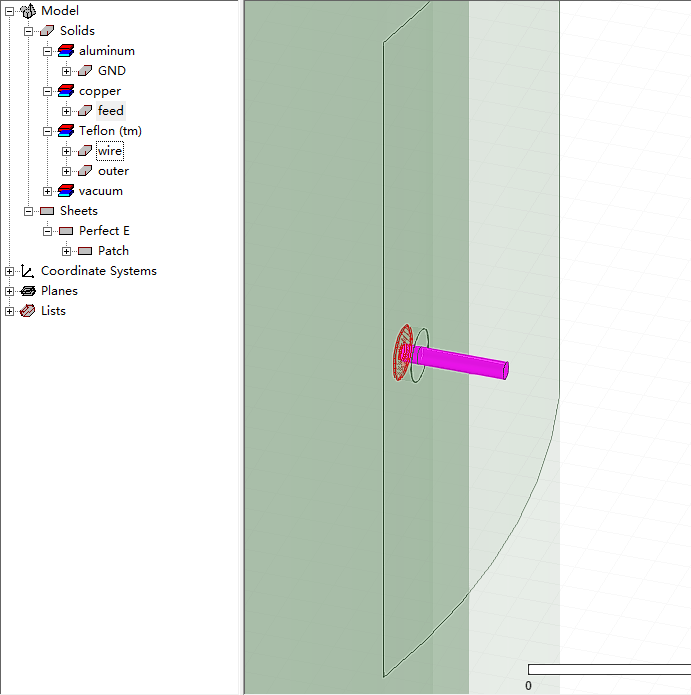 Model
Solids
aluminum
GND
copper
feed
Teflon (tm)
wire
outer
vacuum
Sheets
Perfect E
Patch
Coordinate Systems
Planes
Lists
0